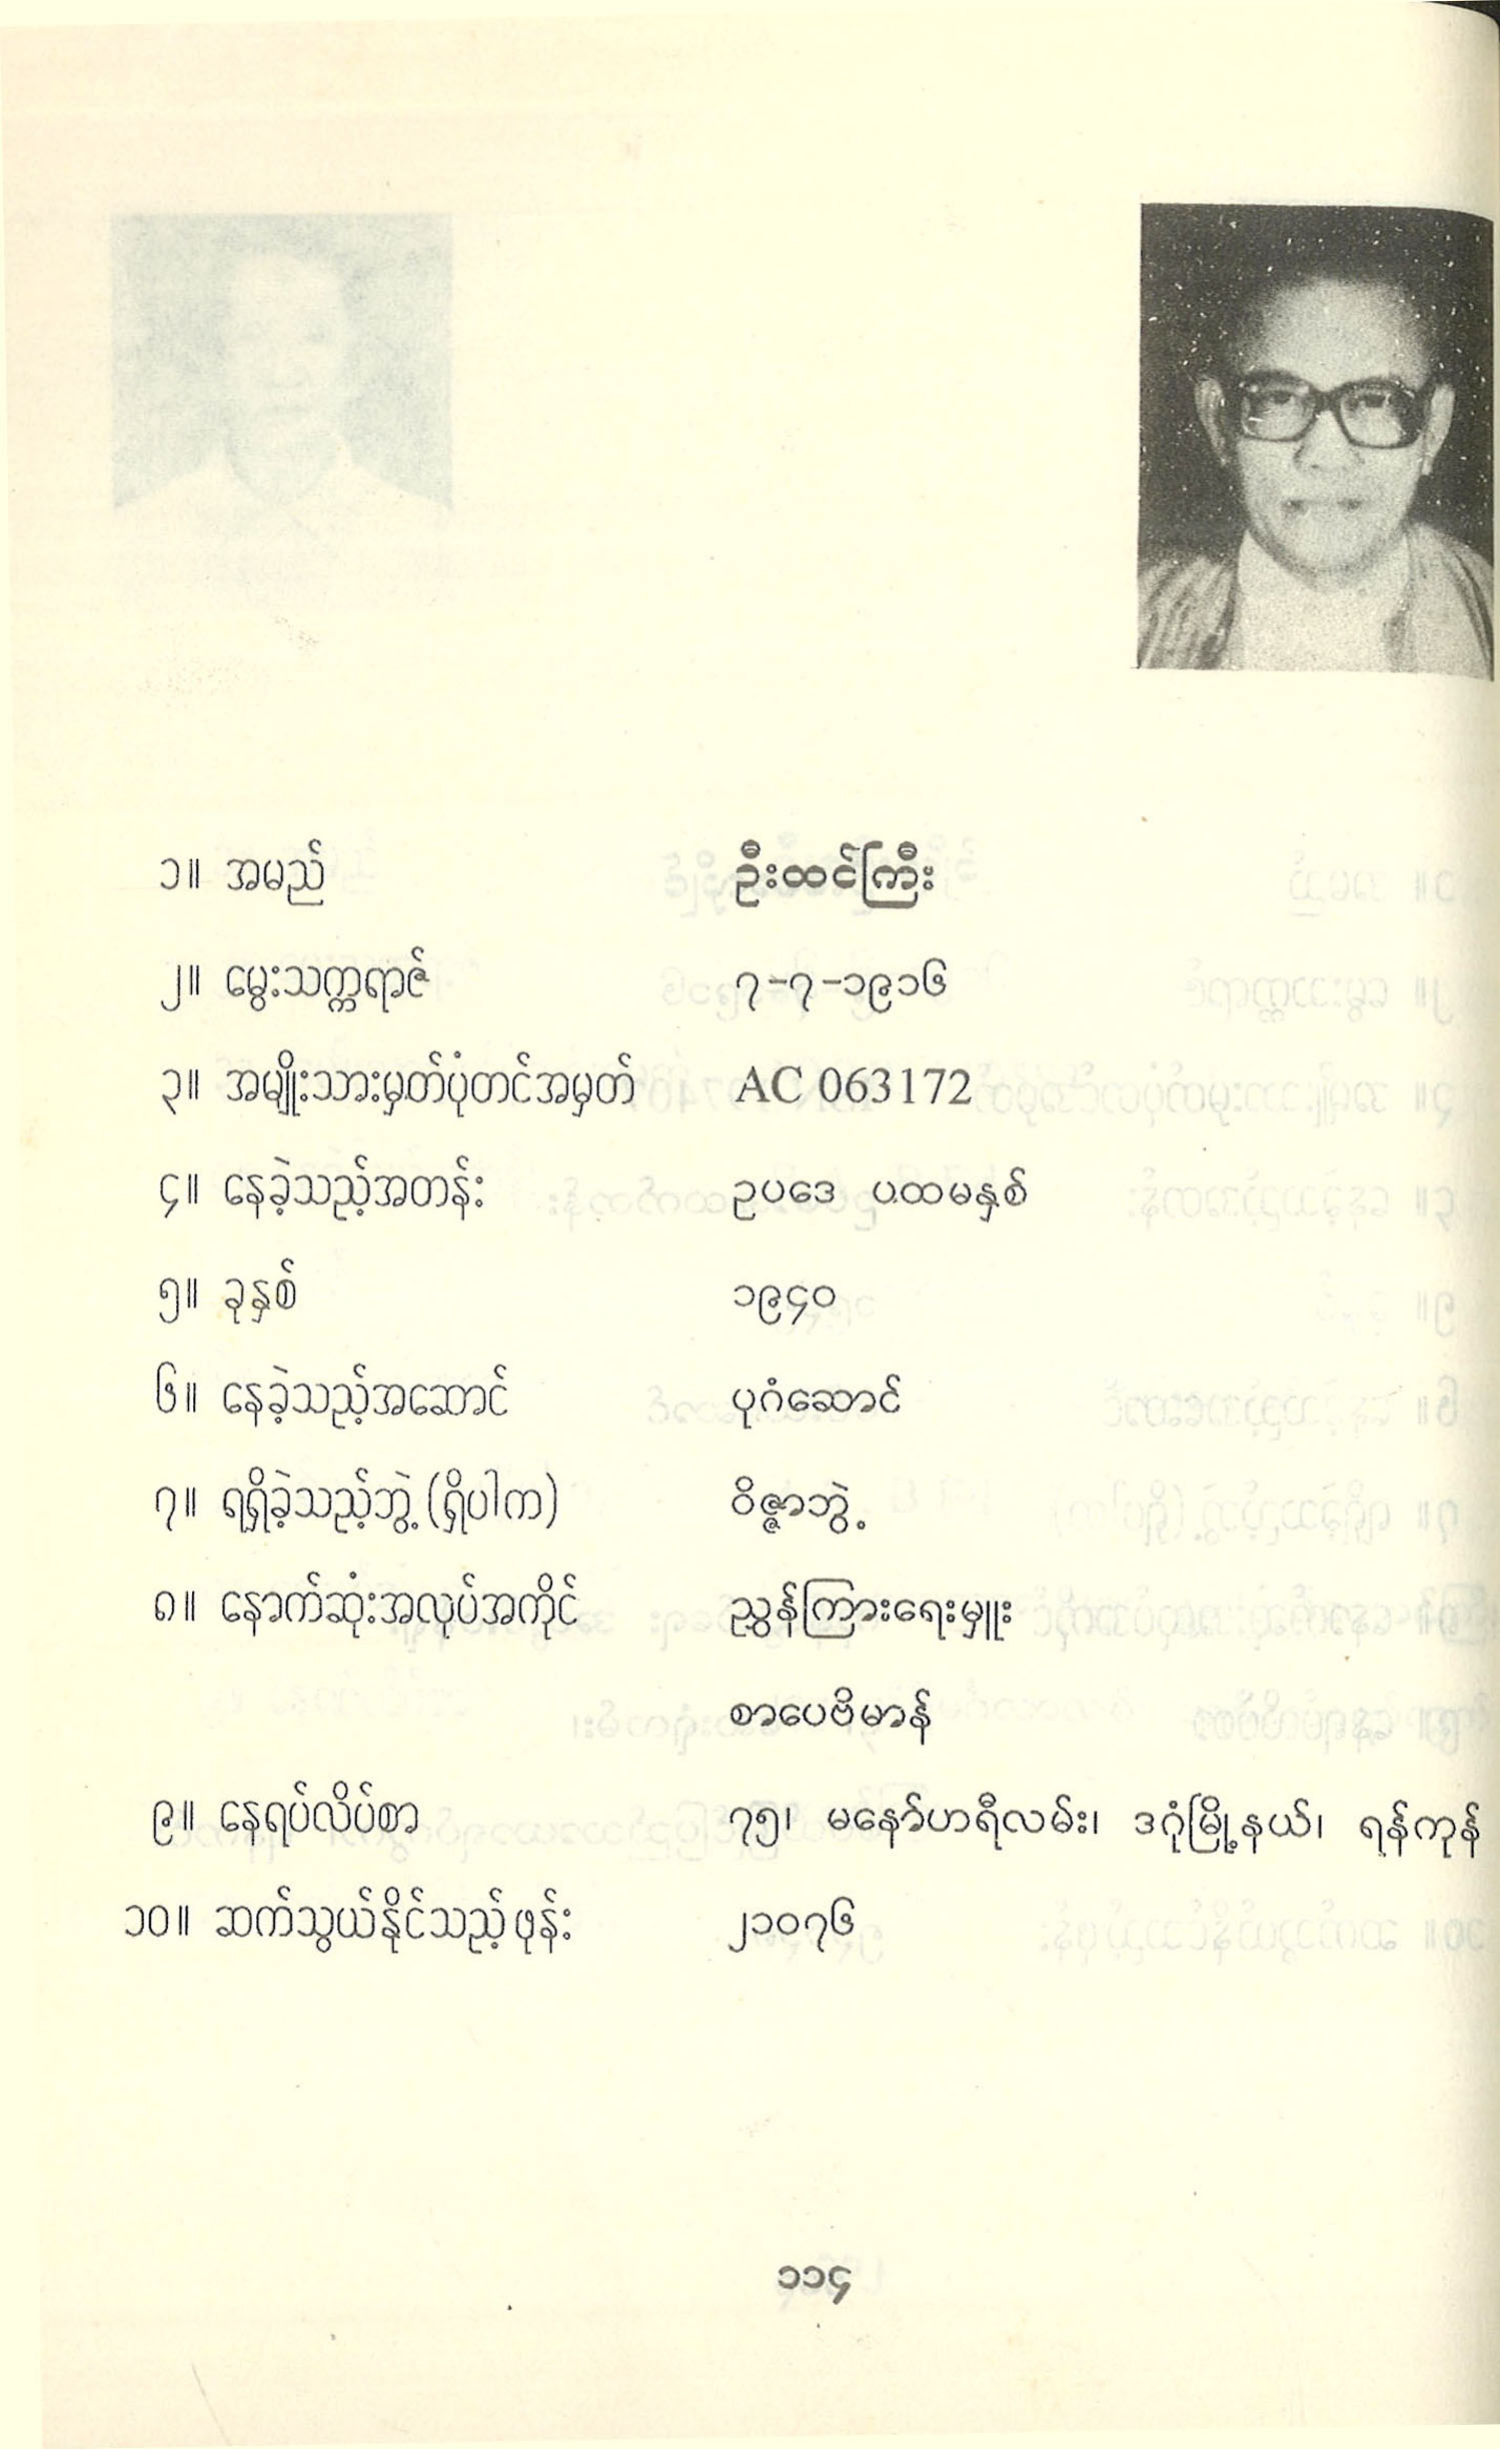 ၁။ အမည် ဦးထင်ကြီး
၂။ မွေးသက္ကရာဇ် ၇-၇-၁၉၁၆
၃။ အမျိုးသားမှတ်ပုံတင်အမှတ် AC 063172
၄။ နေခဲ့သည့်အတန်း ဥပဒေ ပထမနှစ်
၅။ ခုနှစ် ၁၉၄၀
၆။ နေခဲ့သည့်အဆောင် ပုဂံဆောင်
၇။ ရရှိခဲ့သည့်ဘွဲ့ (ရှိပါက) ဝိဇ္ဇာဘွဲ့
၈။ နောက်ဆုံးအလုပ်အကိုင် ညွှန်ကြားရေးမှူး
စာပေဗိမာန်
၉။ နေရပ်လိပ်စာ ၇၅၊ မနော်ဟရီလမ်း၊ ဒဂုံမြို့နယ်၊ ရန်ကုန်
၁၀။ ဆက်သွယ်နိုင်သည့်ဖုန်း ၂၁၀၇၆
၁၁၄